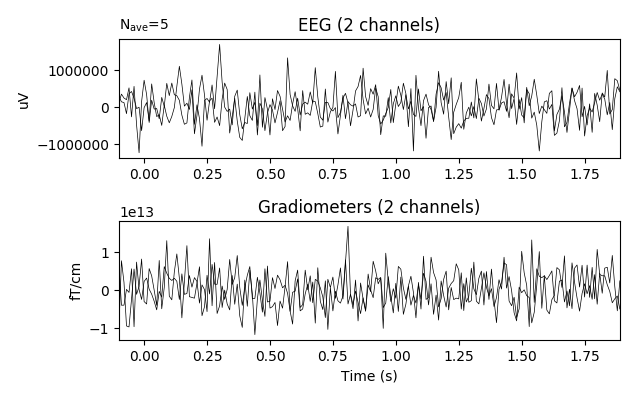 N_ave=5
EEG (2 channels)
uV
1000000
0
−1000000
0.00 0.25 0.50 0.75 1.00 1.25 1.50 1.75
1e13
Gradiometers (2 channels)
fT/cm
1
0
−1
0.00 0.25 0.50 0.75 1.00 1.25 1.50 1.75
Time (s)